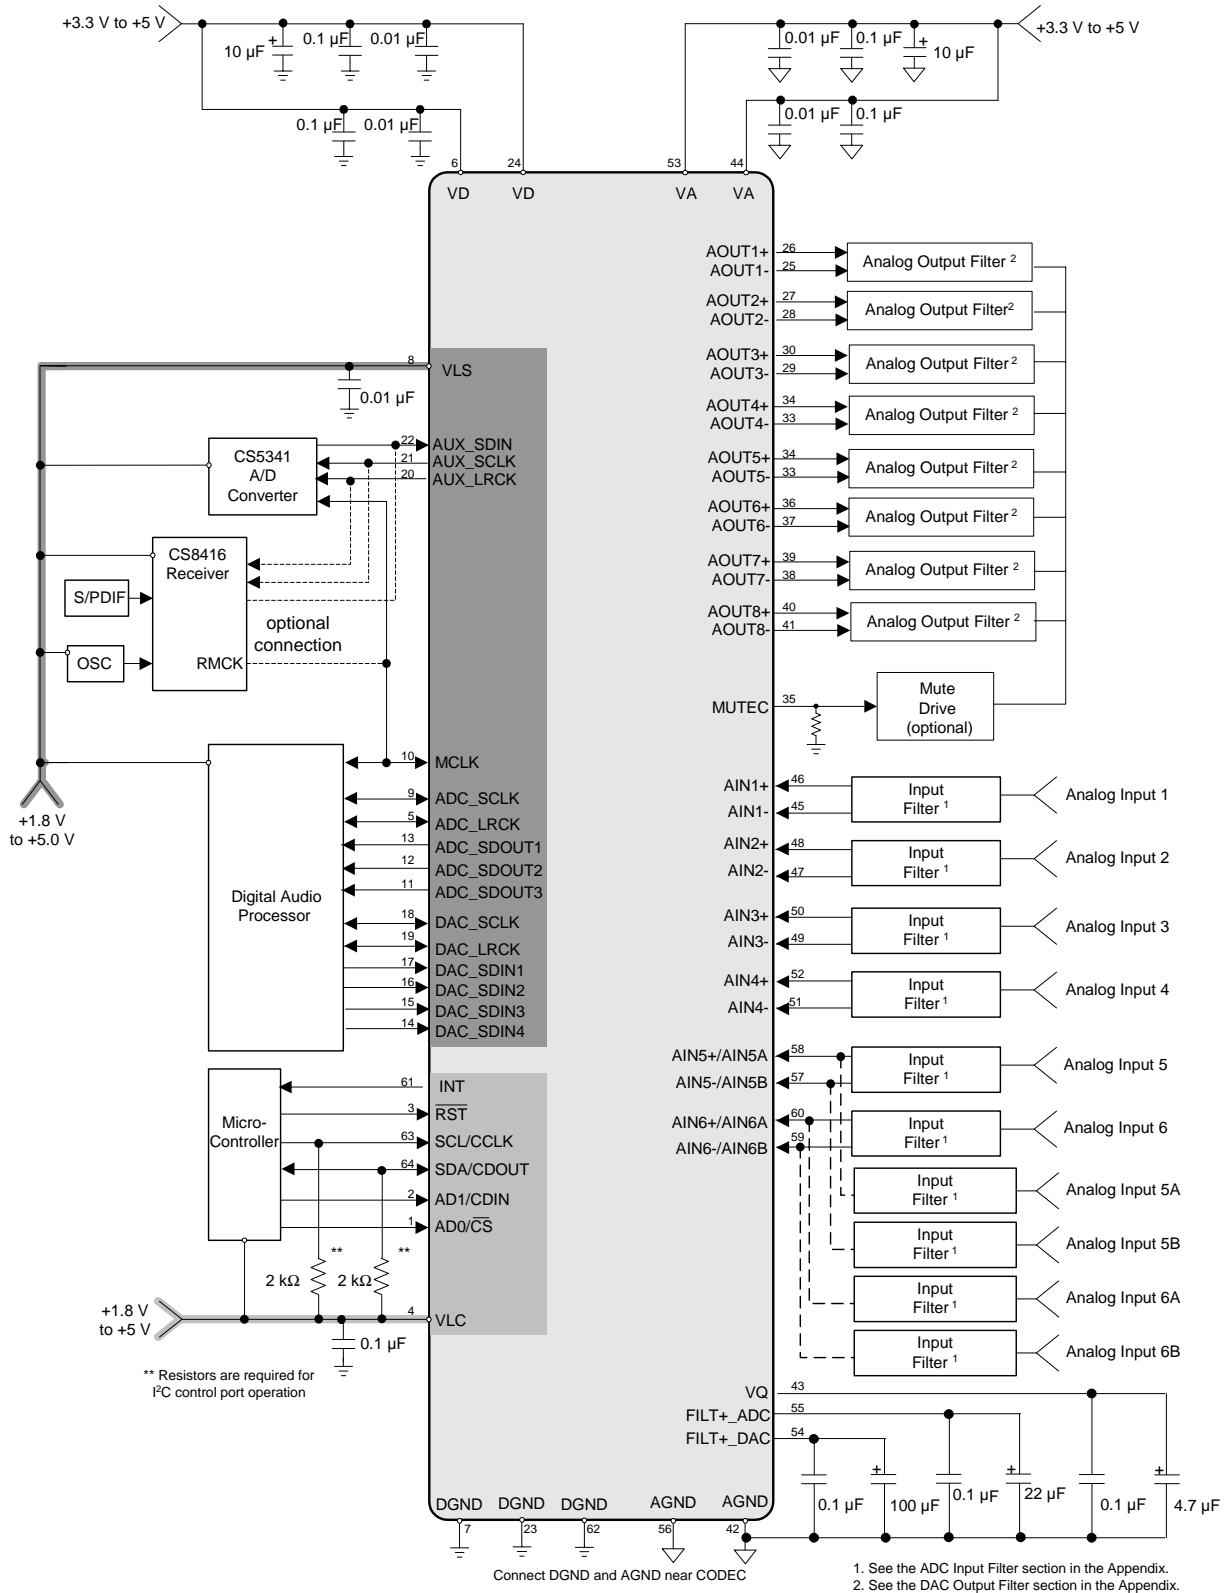 +3.3 V to +5 V
10 µF
+
0.1 µF
0.01 µF
0.1 µF
0.01 µF
0.01 µF
0.1 µF
+
10 µF
+3.3 V to +5 V
0.01 µF
0.1 µF
6
24
53
44
VD
VD
VA
VA
AOUT1+
26
AOUT1-
25
Analog Output Filter 2
AOUT2+
27
AOUT2-
28
Analog Output Filter2
AOUT3+
30
AOUT3-
29
Analog Output Filter 2
AOUT4+
34
AOUT4-
33
Analog Output Filter 2
AOUT5+
34
AOUT5-
33
Analog Output Filter 2
AOUT6+
36
AOUT6-
37
Analog Output Filter 2
AOUT7+
39
AOUT7-
38
Analog Output Filter 2
AOUT8+
40
AOUT8-
41
Analog Output Filter 2
MUTEC
35
Mute
Drive
(optional)
8
VLS
0.01 µF
CS5341
A/D
Converter
22
AUX_SDIN
21
AUX_SCLK
20
AUX_LRCK
CS8416
Receiver
S/PDIF
OSC
RMCK
optional
connection
+1.8 V
to +5.0 V
Digital Audio
Processor
10
MCLK
9
ADC_SCLK
5
ADC_LRCK
13
ADC_SDOUT1
12
ADC_SDOUT2
11
ADC_SDOUT3
18
DAC_SCLK
19
DAC_LRCK
17
DAC_SDIN1
16
DAC_SDIN2
15
DAC_SDIN3
14
DAC_SDIN4
AIN1+
46
AIN1-
45
Input
Filter 1
Analog Input 1
AIN2+
48
AIN2-
47
Input
Filter 1
Analog Input 2
AIN3+
50
AIN3-
49
Input
Filter 1
Analog Input 3
AIN4+
52
AIN4-
51
Input
Filter 1
Analog Input 4
AIN5+/AIN5A
58
AIN5-/AIN5B
57
Input
Filter 1
Analog Input 5
AIN6+/AIN6A
60
AIN6-/AIN6B
59
Input
Filter 1
Analog Input 6
Input
Filter 1
Analog Input 5A
Input
Filter 1
Analog Input 5B
Input
Filter 1
Analog Input 6A
Input
Filter 1
Analog Input 6B
Micro-
Controller
61
INT
3
RST
63
SCL/CCLK
64
SDA/CDOUT
2
AD1/CDIN
1
AD0/CS
**
2 kΩ
**
2 kΩ
+1.8 V
to +5 V
4
VLC
0.1 µF
** Resistors are required for
I2C control port operation
VQ
43
FILT+_ADC
55
FILT+_DAC
54
0.1 µF
+
100 µF
0.1 µF
+
22 µF
0.1 µF
+
4.7 µF
DGND
DGND
DGND
AGND
AGND
7
23
62
56
42
Connect DGND and AGND near CODEC
1. See the ADC Input Filter section in the Appendix.
2. See the DAC Output Filter section in the Appendix.